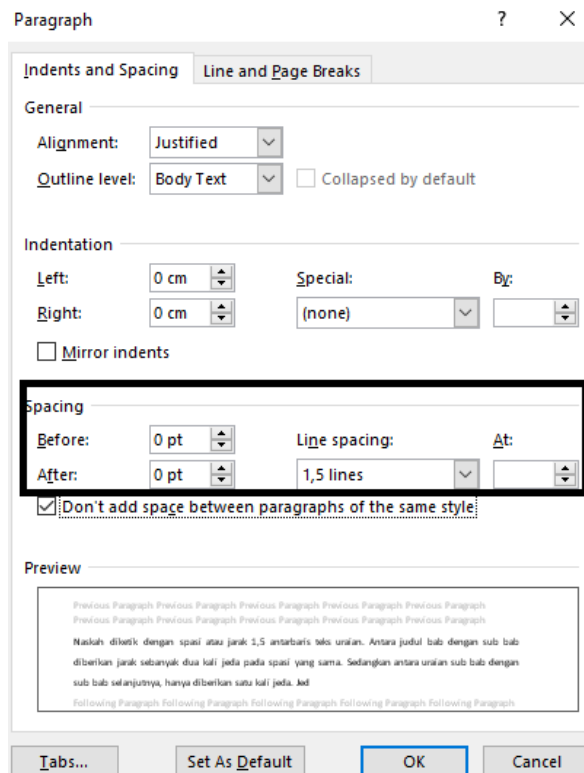 Paragraph ? ×
Indents and Spacing Line and Page Breaks
General
Alignment: Justified
Outline level: Body Text Collapsed by default
Indentation
Left: 0 cm Special: By:
Right: 0 cm (none)
Mirror indents
Spacing
Before: 0 pt Line spacing: At:
After: 0 pt 1,5 lines
Don't add space between paragraphs of the same style
Preview
Previous Paragraph Previous Paragraph Previous Paragraph Previous Paragraph Previous Paragraph
Previous Paragraph Previous Paragraph Previous Paragraph Previous Paragraph Previous Paragraph
Naskah diketik dengan spasi atau jarak 1,5 antarbaris teks uraian. Antara judul bab dengan sub bab
diberikan jarak sebanyak dua kali jeda pada spasi yang sama. Sedangkan antara uraian sub bab dengan
sub bab selanjutnya, hanya diberikan satu kali jeda. Jed
Following Paragraph Following Paragraph Following Paragraph Following Paragraph Following Paragraph
Tabs... Set As Default OK Cancel